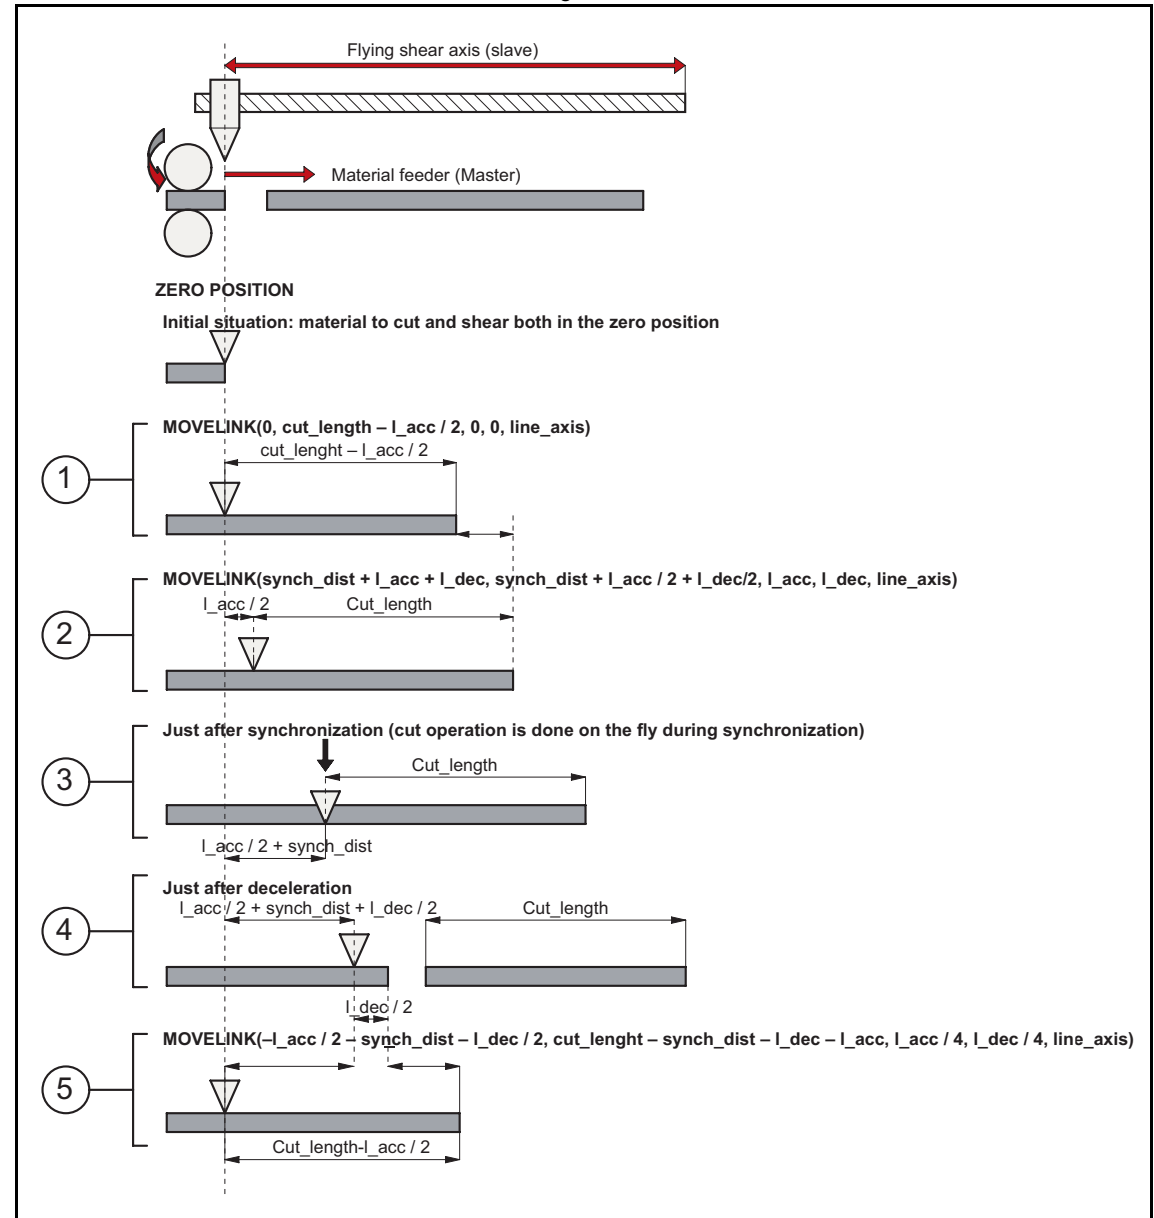 Flying shear axis (slave)
Material feeder (Master)
ZERO POSITION
Initial situation: material to cut and shear both in the zero position
1
MOVELINK(0, cut_length – l_acc / 2, 0, 0, line_axis)
cut_lenght – l_acc / 2
2
MOVELINK(synch_dist + l_acc + l_dec, synch_dist + l_acc / 2 + l_dec/2, l_acc, l_dec, line_axis)
l_acc / 2 Cut_length
3
Just after synchronization (cut operation is done on the fly during synchronization)
Cut_length
l_acc / 2 + synch_dist
4
Just after deceleration
l_acc / 2 + synch_dist + l_dec / 2 Cut_length
l_dec / 2
5
MOVELINK(–l_acc / 2 – synch_dist – l_dec / 2, cut_lenght – synch_dist – l_dec – l_acc, l_acc / 4, l_dec / 4, line_axis)
Cut_length-l_acc / 2